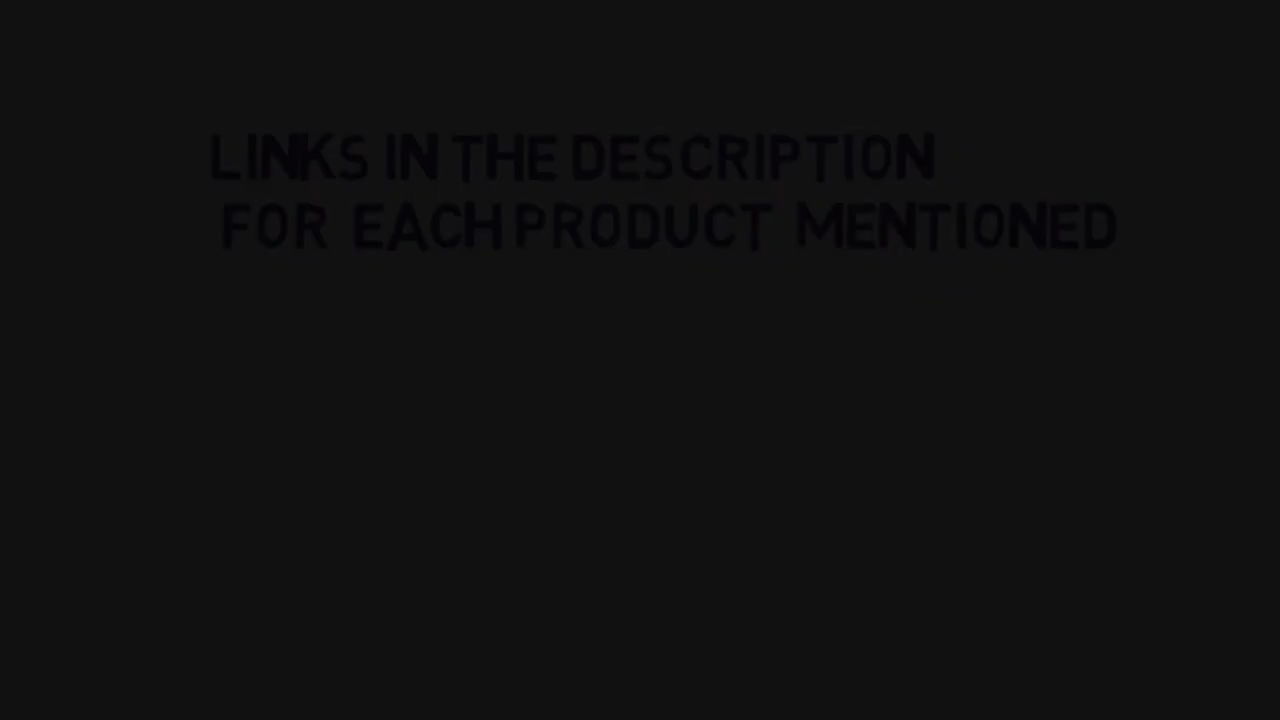 LINKS IN THE DESCRIPTION
FOR EACH PRODUCT MENTIONED